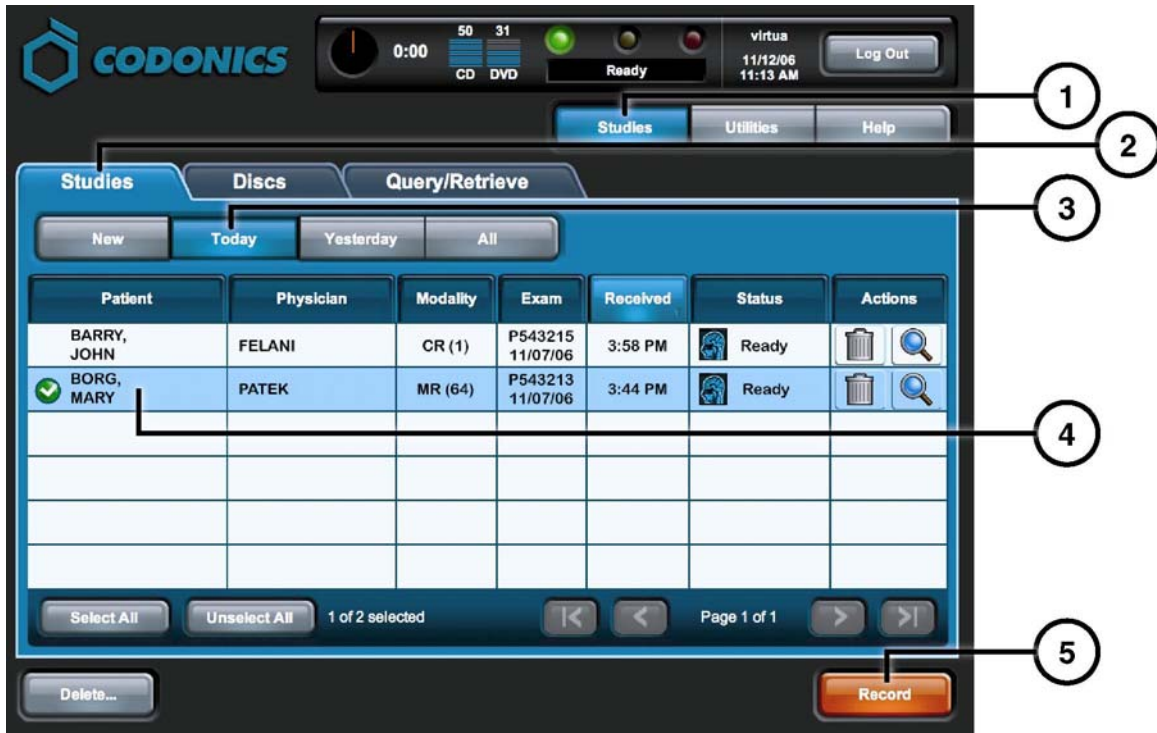 CODONICS
0:00
50 31
CD DVD
Ready
virtua
11/12/06
11:13 AM
Log Out
1
Studies Utilities Help
2
Studies Discs Query/Retrieve
3
New Today Yesterday All
Patient Physician Modality Exam Received Status Actions
BARRY,
JOHN
FELANI
CR (1)
P543215
11/07/06
3:58 PM
Ready
BORG,
MARY
PATEK
MR (64)
P543213
11/07/06
3:44 PM
Ready
4
Select All Unselect All 1 of 2 selected Page 1 of 1
5
Delete... Record